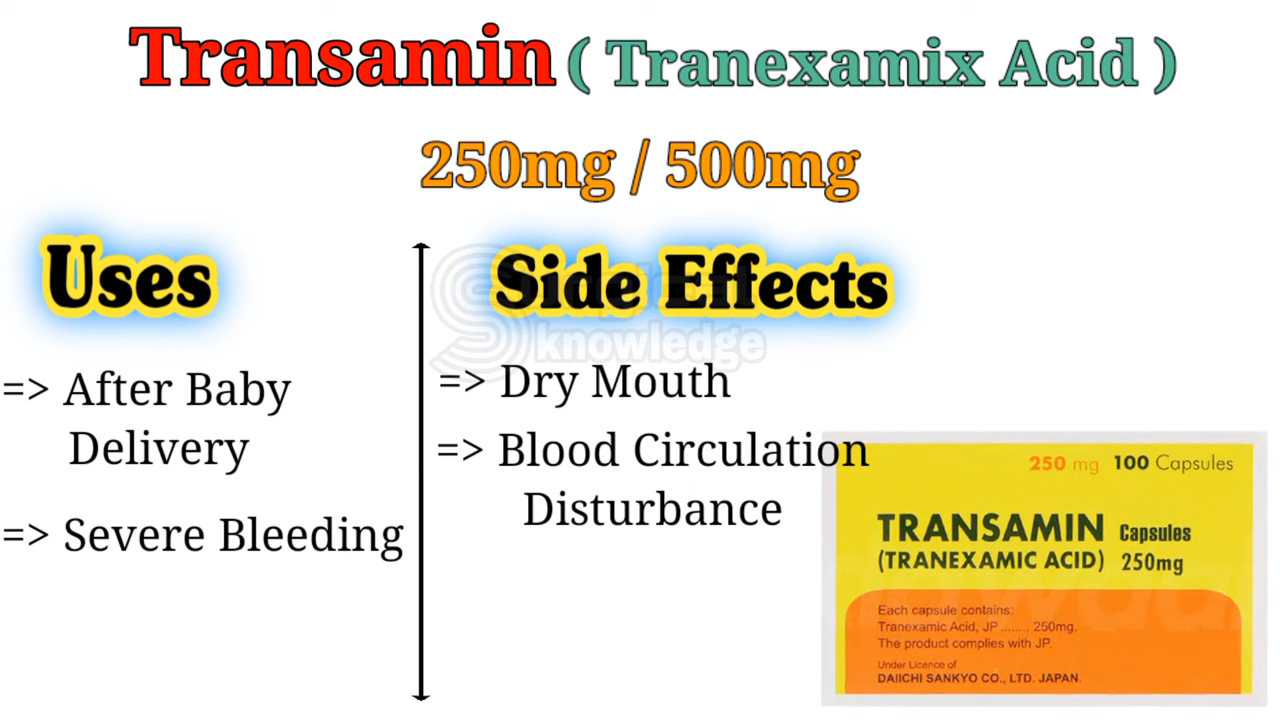 Transamin ( Tranexamix Acid )
250mg / 500mg
Uses
=> After Baby
Delivery
=> Severe Bleeding
Side Effects
knowledge
=> Dry Mouth
=> Blood Circulation
Disturbance
250 mg 100 Capsules
TRANSAMIN Capsules
(TRANEXAMIC ACID) 250mg
Each capsule contains:
Tranexamic Acid, JP ........ 250mg.
The product complies with JP.
Under Licence of
DAIICHI SANKYO CO., LTD. JAPAN.